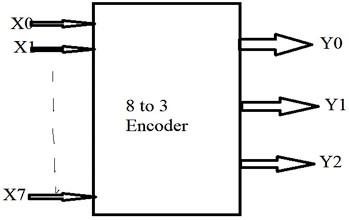 X0
X1
X7
8 to 3
Encoder
Y0
Y1
Y2